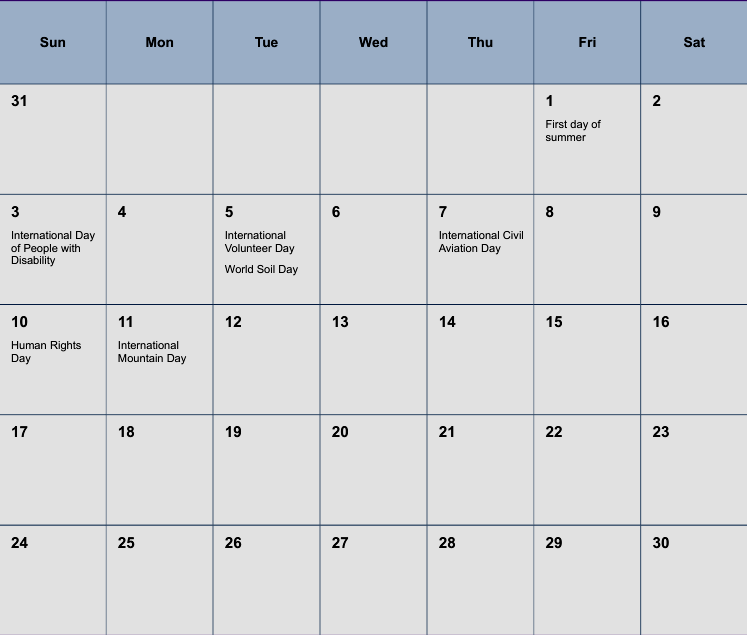 Sun Mon Tue Wed Thu Fri Sat
31 1 2
First day of
summer
3 4 5 6 7 8 9
International Day
of People with
Disability
International
Volunteer Day
World Soil Day
International Civil
Aviation Day
10 11 12 13 14 15 16
Human Rights
Day
International
Mountain Day
17 18 19 20 21 22 23
24 25 26 27 28 29 30